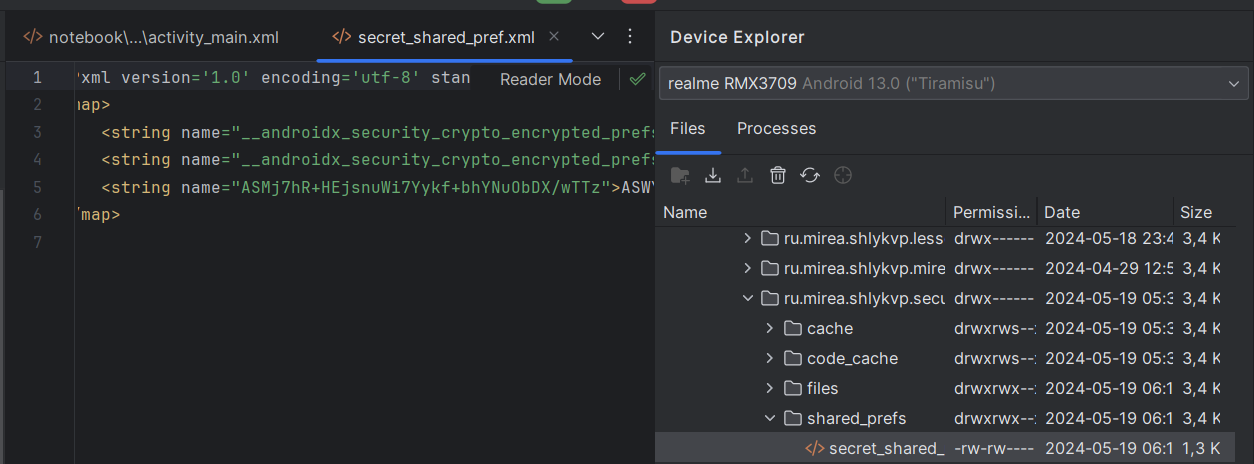 notebook\...\activity_main.xml
secret_shared_pref.xml
Reader Mode
1 ?xml version='1.0' encoding='utf-8' stan
2 map>
3 <string name="__androidx_security_crypto_encrypted_prefs
4 <string name="__androidx_security_crypto_encrypted_prefs
5 <string name="ASMj7hR+HEjsnuWi7Yykf+bhYNuObDX/wTTz">ASWY
6 /map>
7
Device Explorer
realme RMX3709 Android 13.0 ("Tiramisu")
Files Processes
Name Permissi... Date Size
ru.mirea.shlykvp.less drwx------ 2024-05-18 23:4 3,4 K
ru.mirea.shlykvp.mire drwx------ 2024-04-29 12:5 3,4 K
ru.mirea.shlykvp.secu drwx------ 2024-05-19 05:3 3,4 K
cache drwxrws--x 2024-05-19 05:3 3,4 K
code_cache drwxrws--x 2024-05-19 05:3 3,4 K
files drwxrwx--x 2024-05-19 06:1 3,4 K
shared_prefs drwxrwx--x 2024-05-19 06:1 3,4 K
secret_shared_ -rw-rw---- 2024-05-19 06:1 1,3 K